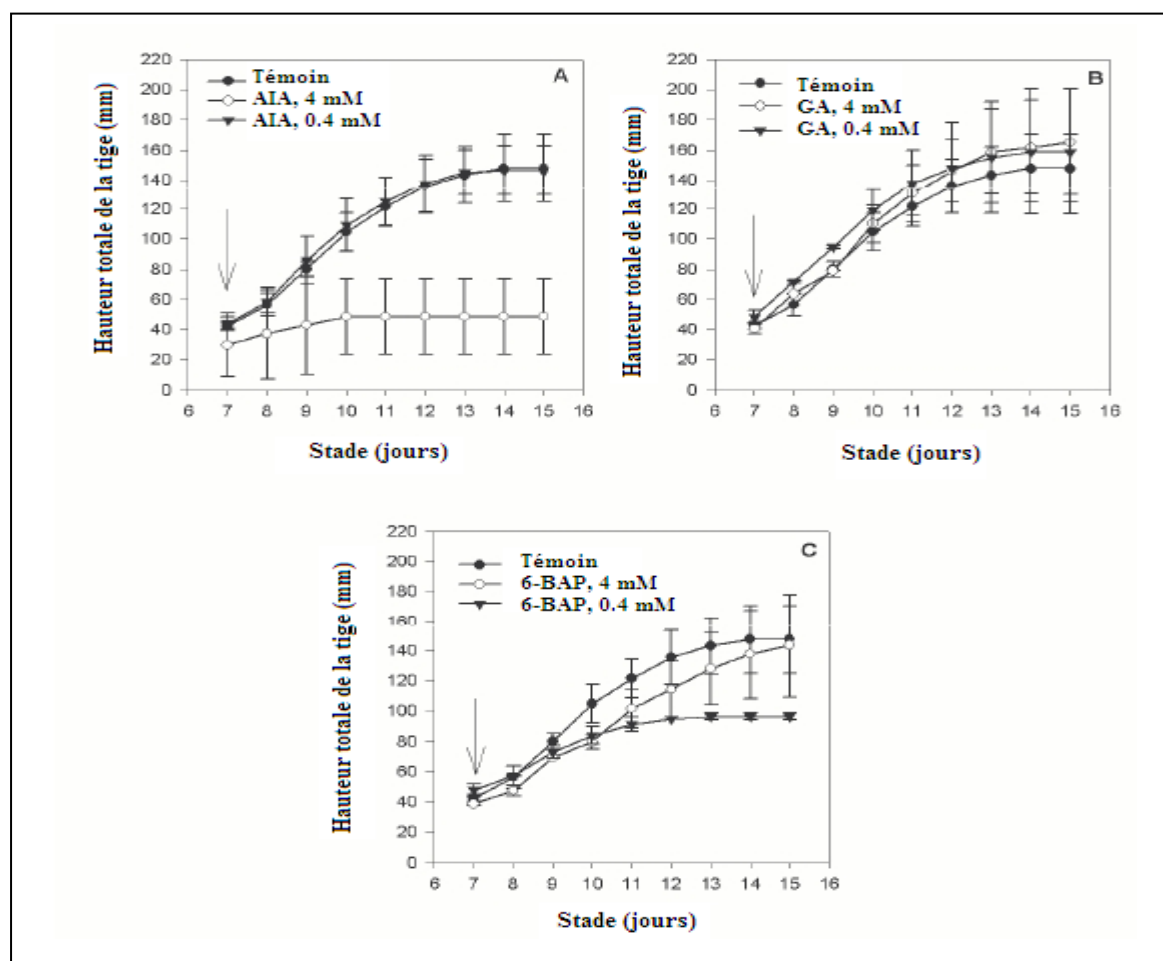 A
Témoin
AIA, 4 mM
AIA, 0.4 mM
Hauteur totale de la tige (mm)
220
200
180
160
140
120
100
80
60
40
20
0
6 7 8 9 10 11 12 13 14 15 16
Stade (jours)
B
Témoin
GA, 4 mM
GA, 0.4 mM
Hauteur totale de la tige (mm)
220
200
180
160
140
120
100
80
60
40
20
0
6 7 8 9 10 11 12 13 14 15 16
Stade (jours)
C
Témoin
6-BAP, 4 mM
6-BAP, 0.4 mM
Hauteur totale de la tige (mm)
220
200
180
160
140
120
100
80
60
40
20
0
6 7 8 9 10 11 12 13 14 15 16
Stade (jours)